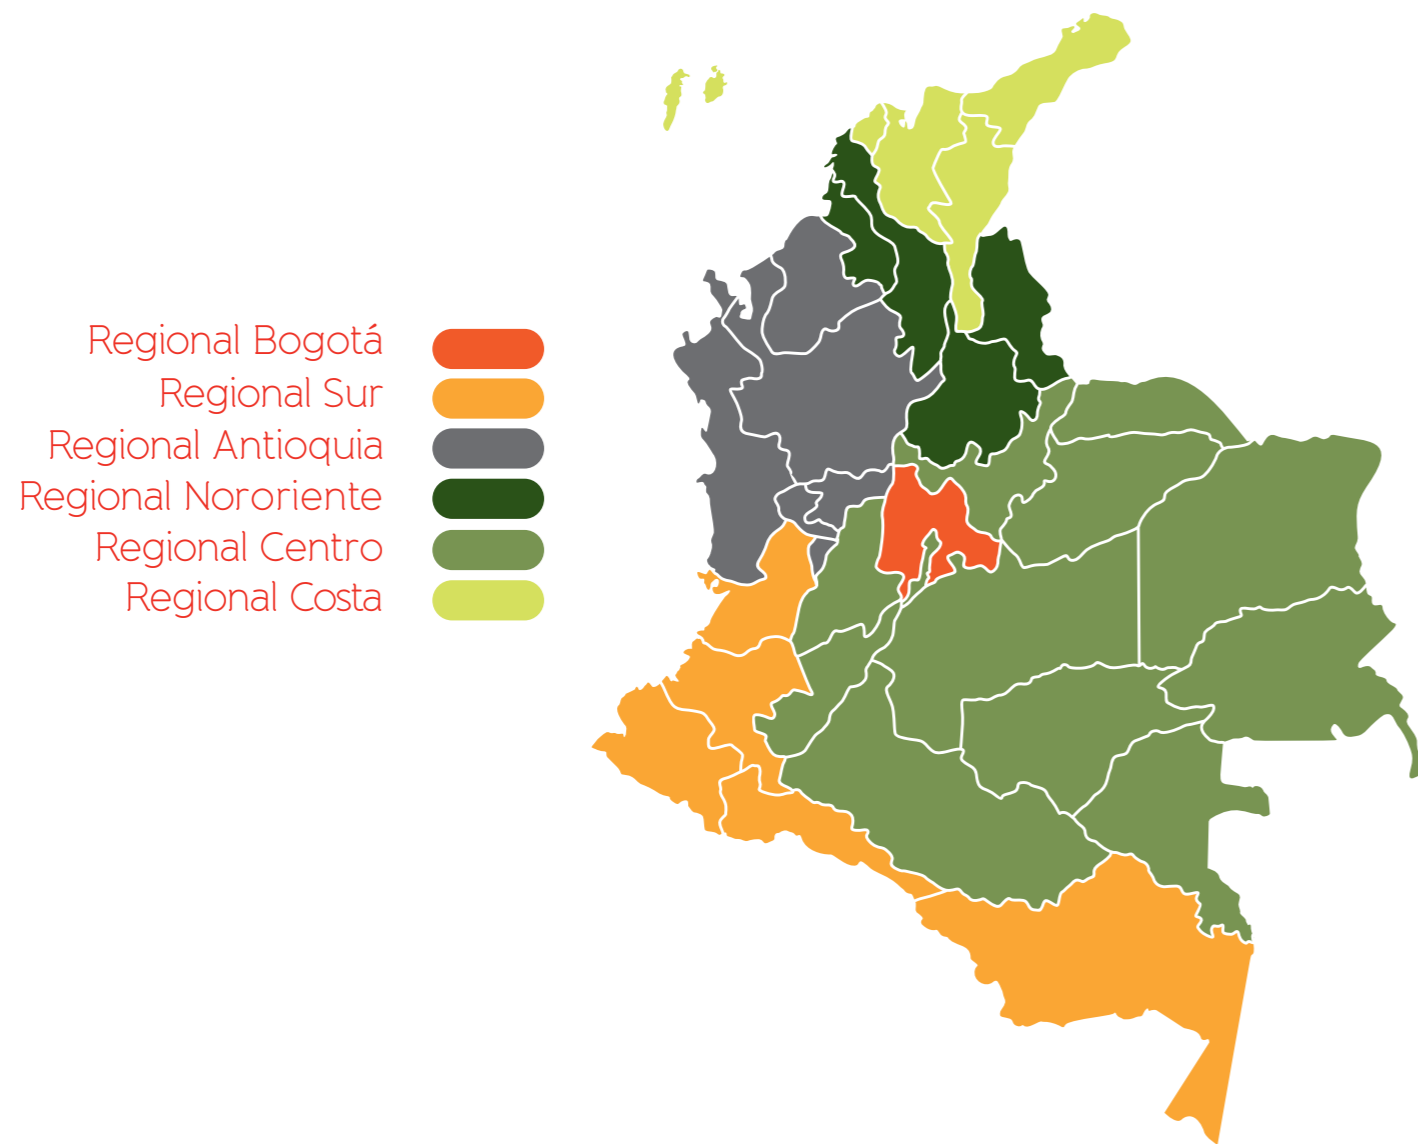 Regional Bogotá
Regional Sur
Regional Antioquia
Regional Nororiente
Regional Centro
Regional Costa